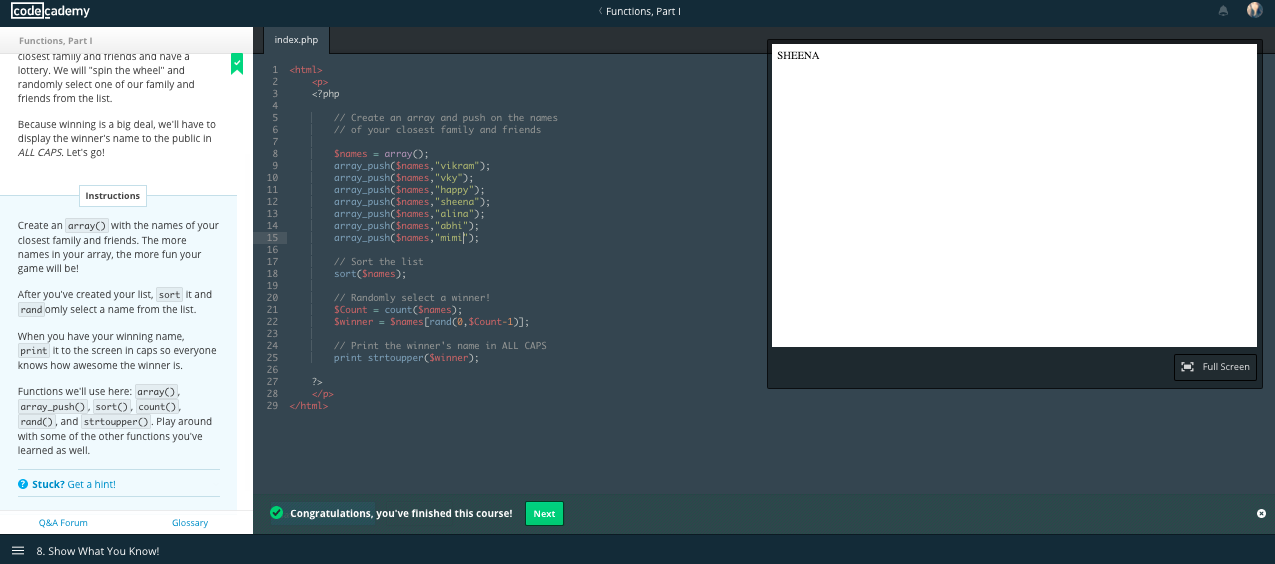 codecademy
Functions, Part I
Functions, Part I
closest family and friends and have a
lottery. We will "spin the wheel" and
randomly select one of our family and
friends from the list.
Because winning is a big deal, we'll have to
display the winner's name to the public in
ALL CAPS. Let's go!
Instructions
Create an array() with the names of your
closest family and friends. The more
names in your array, the more fun your
game will be!
After you've created your list, sort it and
randomly select a name from the list.
When you have your winning name,
print it to the screen in caps so everyone
knows how awesome the winner is.
Functions we'll use here: array(),
array_push(), sort(), count(),
rand(), and strtoupper(). Play around
with some of the other functions you've
learned as well.
Stuck? Get a hint!
Q&A Forum
Glossary
index.php
1 <html>
2 <p>
3 <?php
4
5 // Create an array and push on the names
6 // of your closest family and friends
7
8 $names = array();
9 array_push($names,"vikram");
10 array_push($names,"vky");
11 array_push($names,"happy");
12 array_push($names,"sheena");
13 array_push($names,"alina");
14 array_push($names,"abhi");
15 array_push($names,"mimi");
16
17 // Sort the list
18 sort($names);
19
20 // Randomly select a winner!
21 $Count = count($names);
22 $winner = $names[rand(0,$Count-1)];
23
24 // Print the winner's name in ALL CAPS
25 print strtoupper($winner);
26
27 ?>
28 </p>
29 </html>
SHEENA
Full Screen
Congratulations, you've finished this course!
Next
8. Show What You Know!